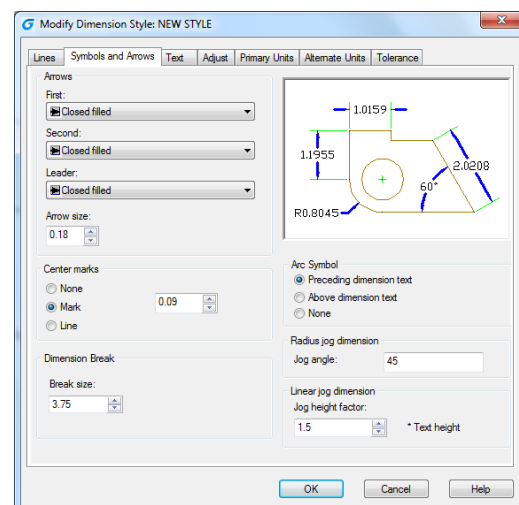 Modify Dimension Style: NEW STYLE
Lines Symbols and Arrows Text Adjust Primary Units Alternate Units Tolerance
Arrows
First:
Closed filled
Second:
Closed filled
Leader:
Closed filled
Arrow size:
0.18
Center marks
None
Mark
0.09
Line
Dimension Break
Break size:
3.75
1.0159
1.1955
2.0208
60°
R0.8045
Arc Symbol
Preceding dimension text
Above dimension text
None
Radius jog dimension
Jog angle: 45
Linear jog dimension
Jog height factor:
1.5 * Text height
OK Cancel Help